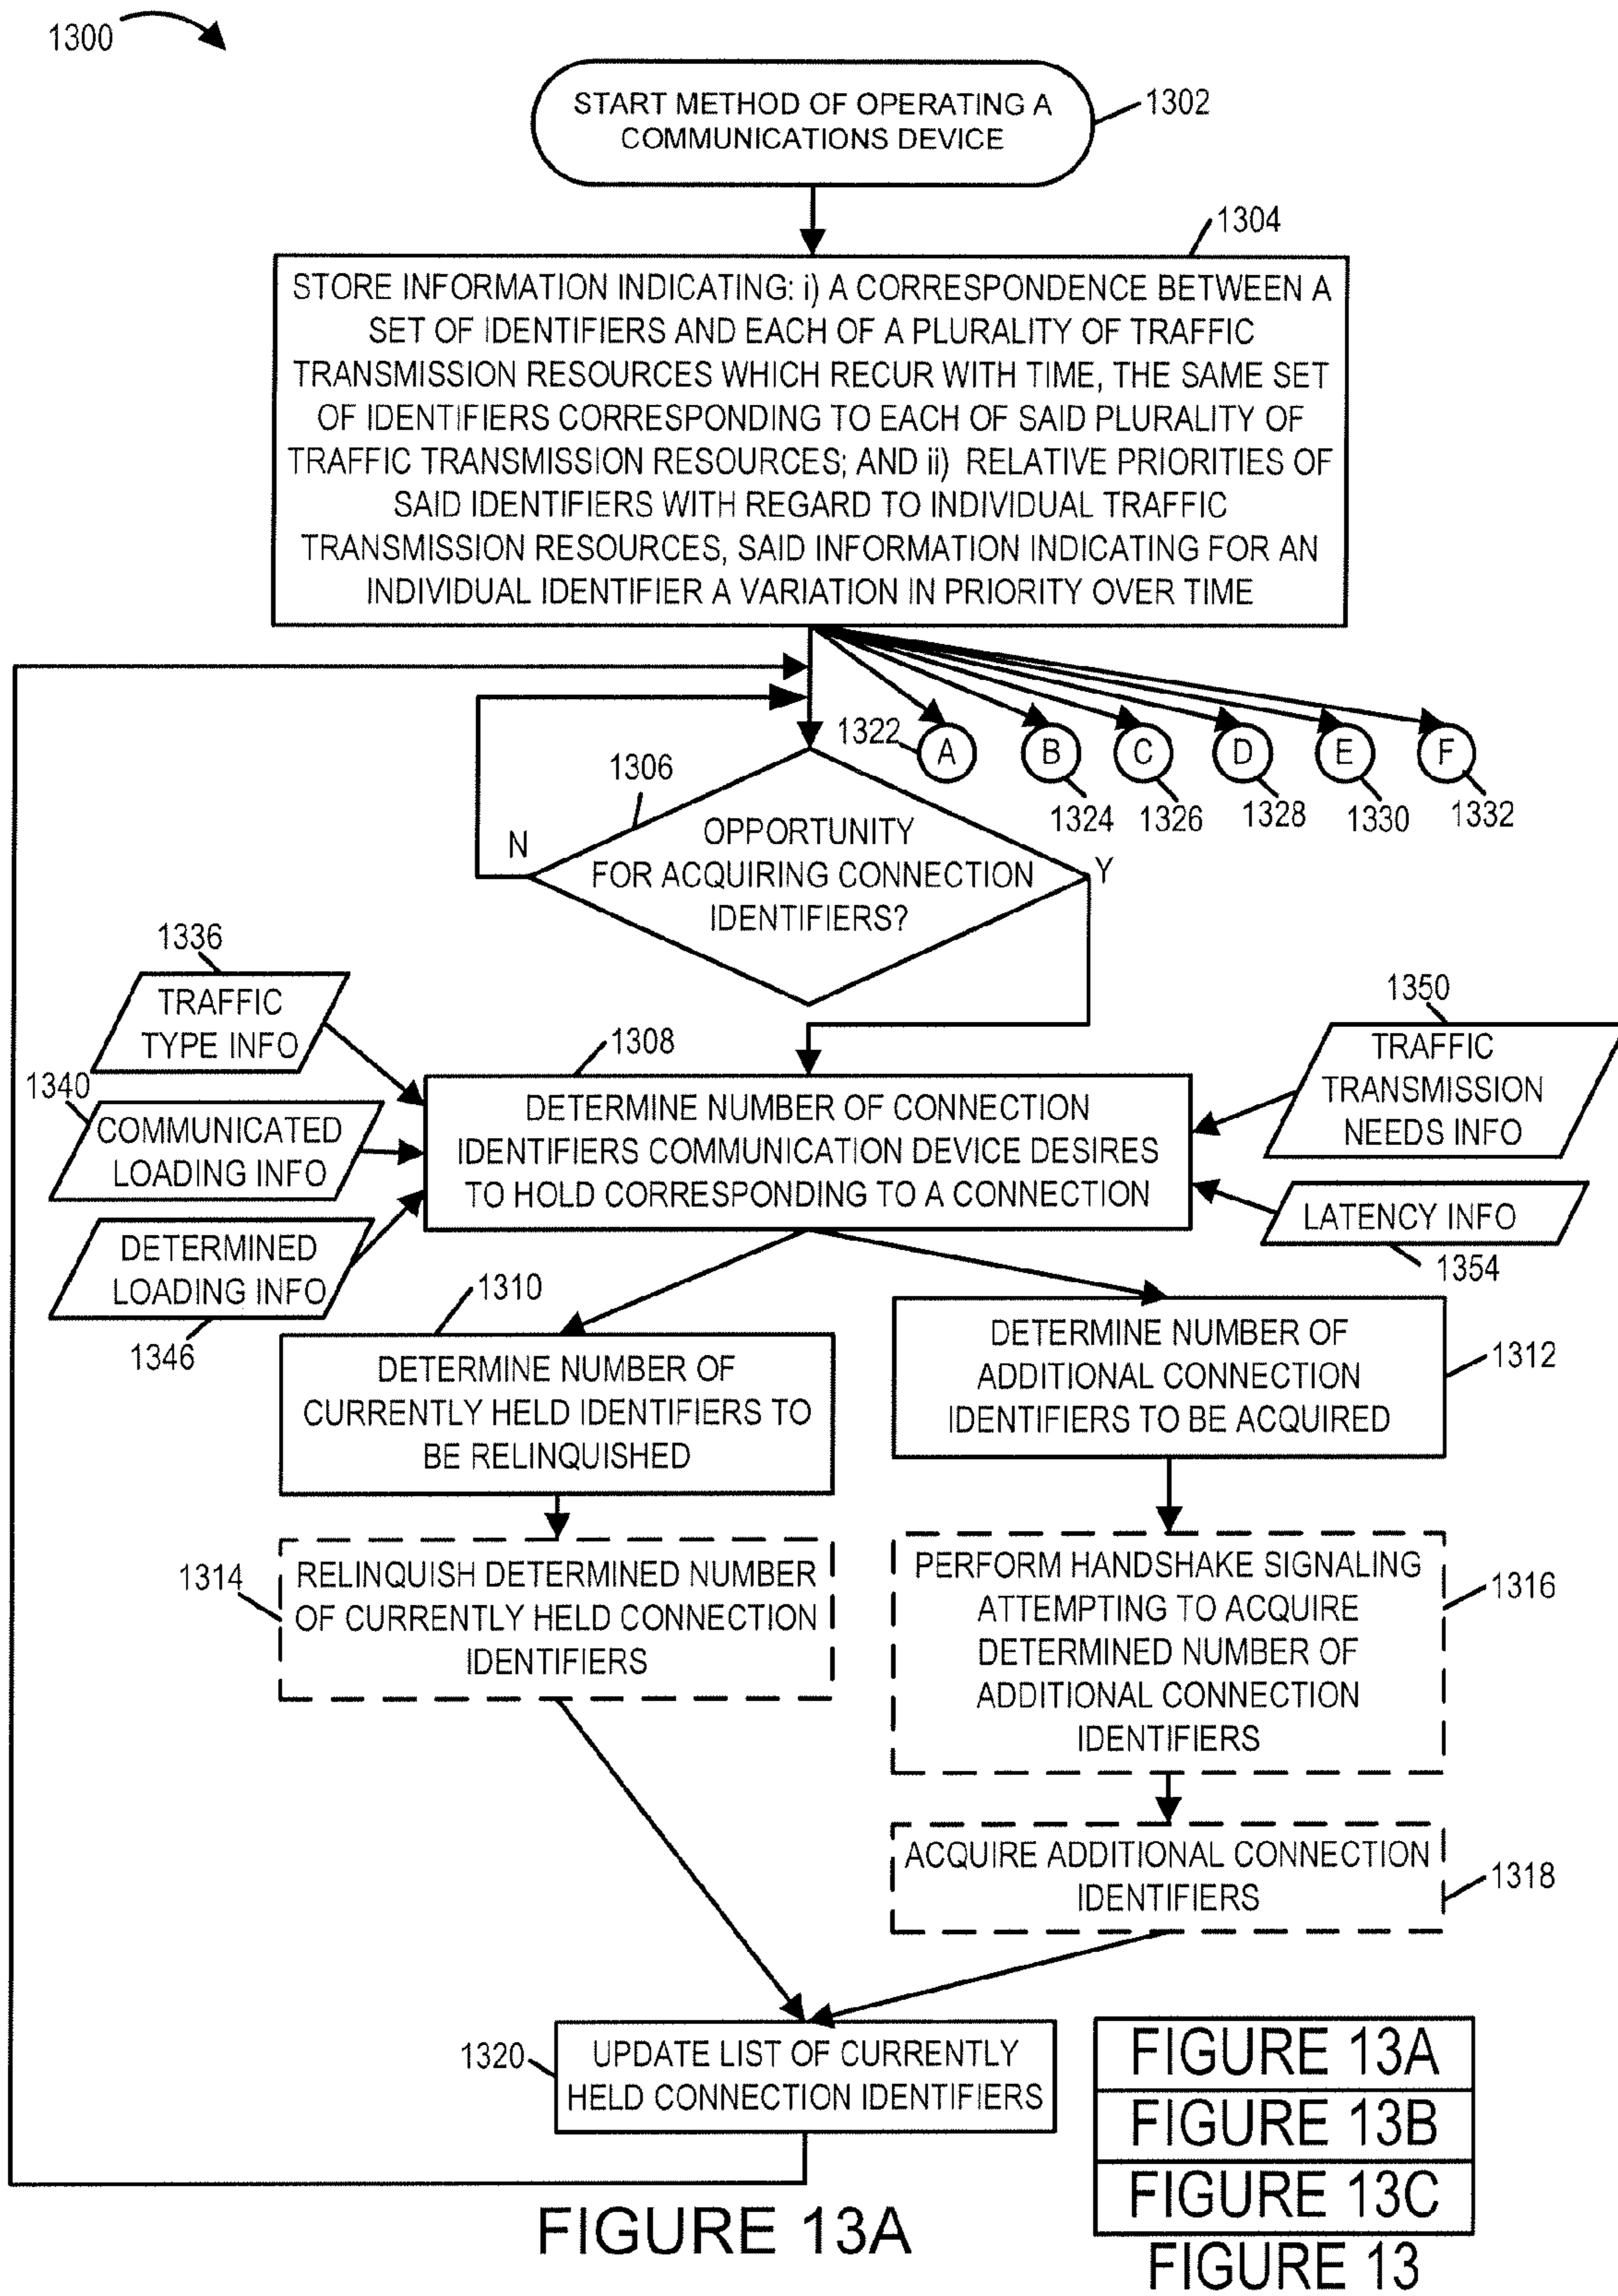 1300
START METHOD OF OPERATING A
COMMUNICATIONS DEVICE
1302
1304
STORE INFORMATION INDICATING: i) A CORRESPONDENCE BETWEEN A
SET OF IDENTIFIERS AND EACH OF A PLURALITY OF TRAFFIC
TRANSMISSION RESOURCES WHICH RECUR WITH TIME, THE SAME SET
OF IDENTIFIERS CORRESPONDING TO EACH OF SAID PLURALITY OF
TRAFFIC TRANSMISSION RESOURCES; AND ii) RELATIVE PRIORITIES OF
SAID IDENTIFIERS WITH REGARD TO INDIVIDUAL TRAFFIC
TRANSMISSION RESOURCES, SAID INFORMATION INDICATING FOR AN
INDIVIDUAL IDENTIFIER A VARIATION IN PRIORITY OVER TIME
1322
A
B
C
D
E
F
1324
1326
1328
1330
1332
1306
OPPORTUNITY
FOR ACQUIRING CONNECTION
IDENTIFIERS?
N
Y
1336
TRAFFIC
TYPE INFO
1340
COMMUNICATED
LOADING INFO
DETERMINED
LOADING INFO
1346
1350
TRAFFIC
TRANSMISSION
NEEDS INFO
LATENCY INFO
1354
1308
DETERMINE NUMBER OF CONNECTION
IDENTIFIERS COMMUNICATION DEVICE DESIRES
TO HOLD CORRESPONDING TO A CONNECTION
1310
DETERMINE NUMBER OF
CURRENTLY HELD IDENTIFIERS TO
BE RELINQUISHED
DETERMINE NUMBER OF
ADDITIONAL CONNECTION
IDENTIFIERS TO BE ACQUIRED
1312
1314
RELINQUISH DETERMINED NUMBER
OF CURRENTLY HELD CONNECTION
IDENTIFIERS
PERFORM HANDSHAKE SIGNALING
ATTEMPTING TO ACQUIRE
DETERMINED NUMBER OF
ADDITIONAL CONNECTION
IDENTIFIERS
1316
ACQUIRE ADDITIONAL CONNECTION
IDENTIFIERS
1318
1320
UPDATE LIST OF CURRENTLY
HELD CONNECTION IDENTIFIERS
FIGURE 13A
FIGURE 13B
FIGURE 13C
FIGURE 13
FIGURE 13A